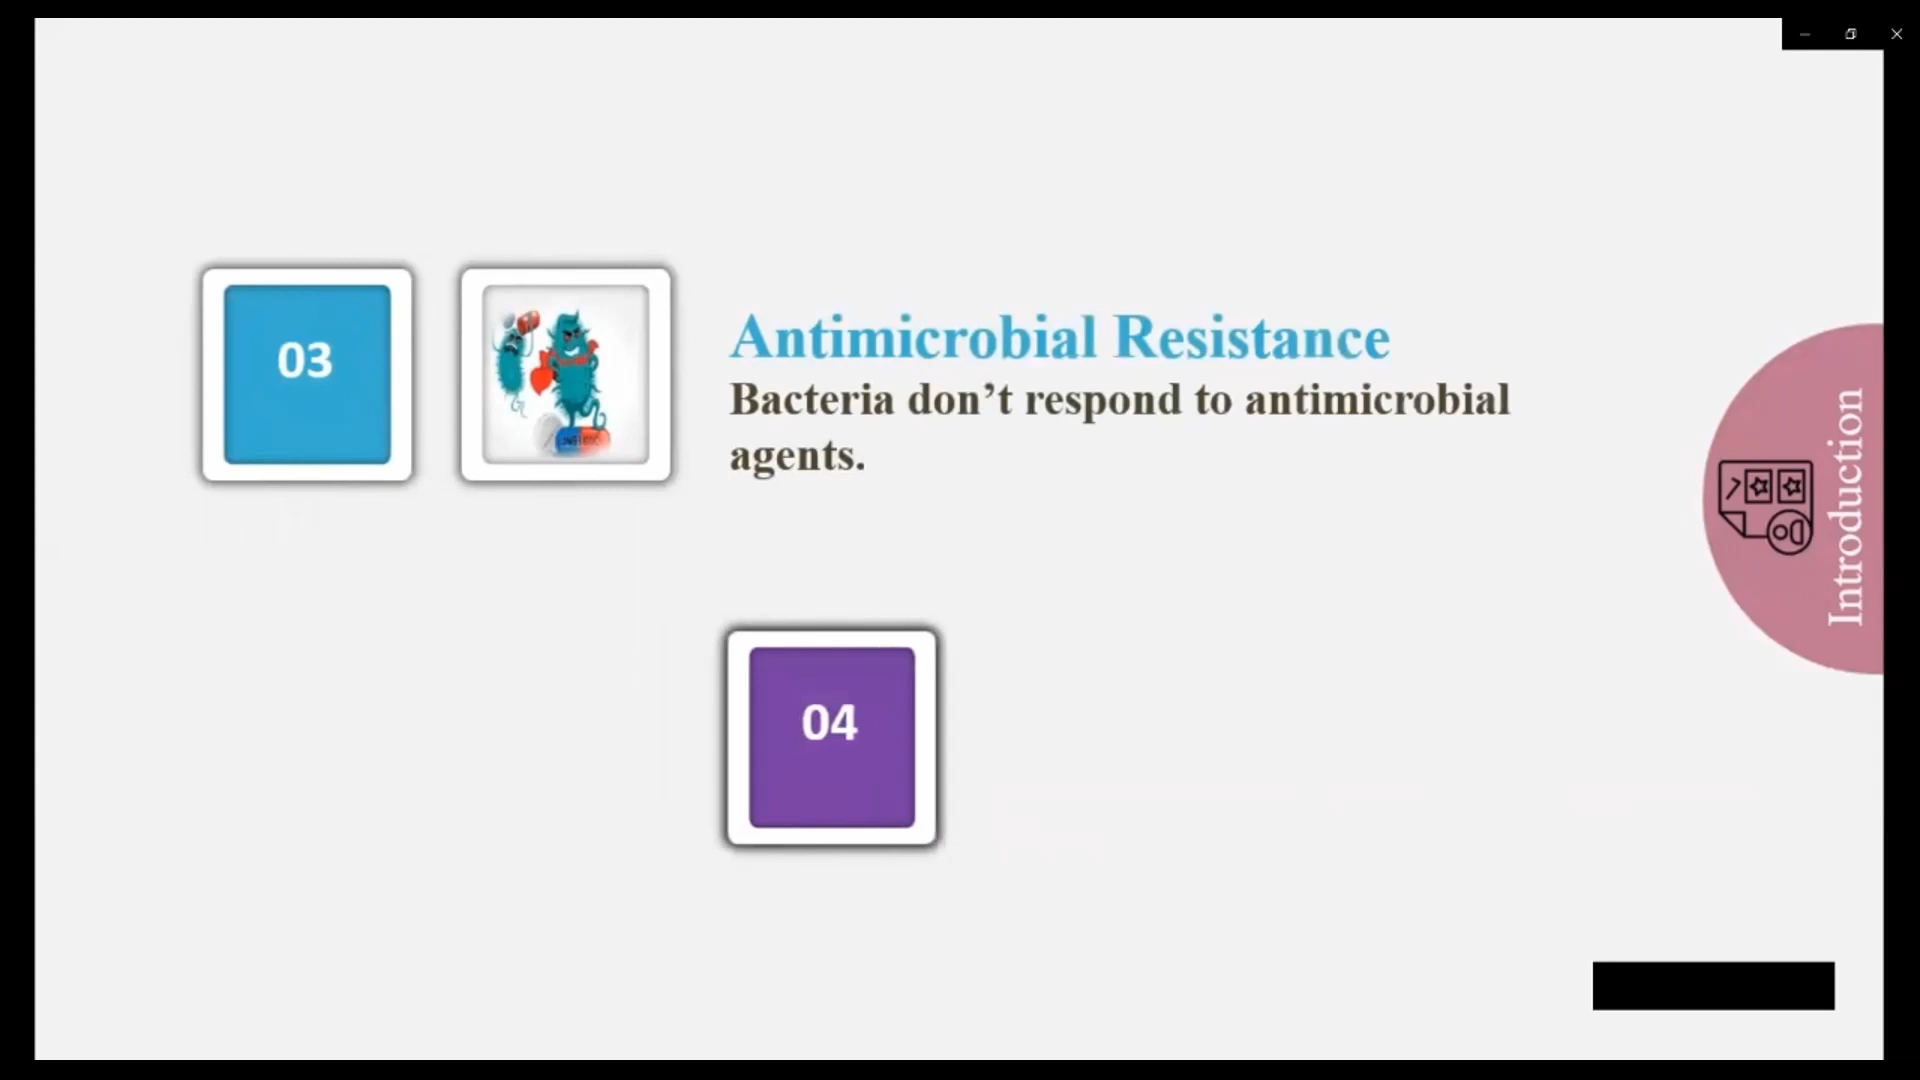 03
Antimicrobial Resistance
Bacteria don’t respond to antimicrobial
agents.
Introduction
04